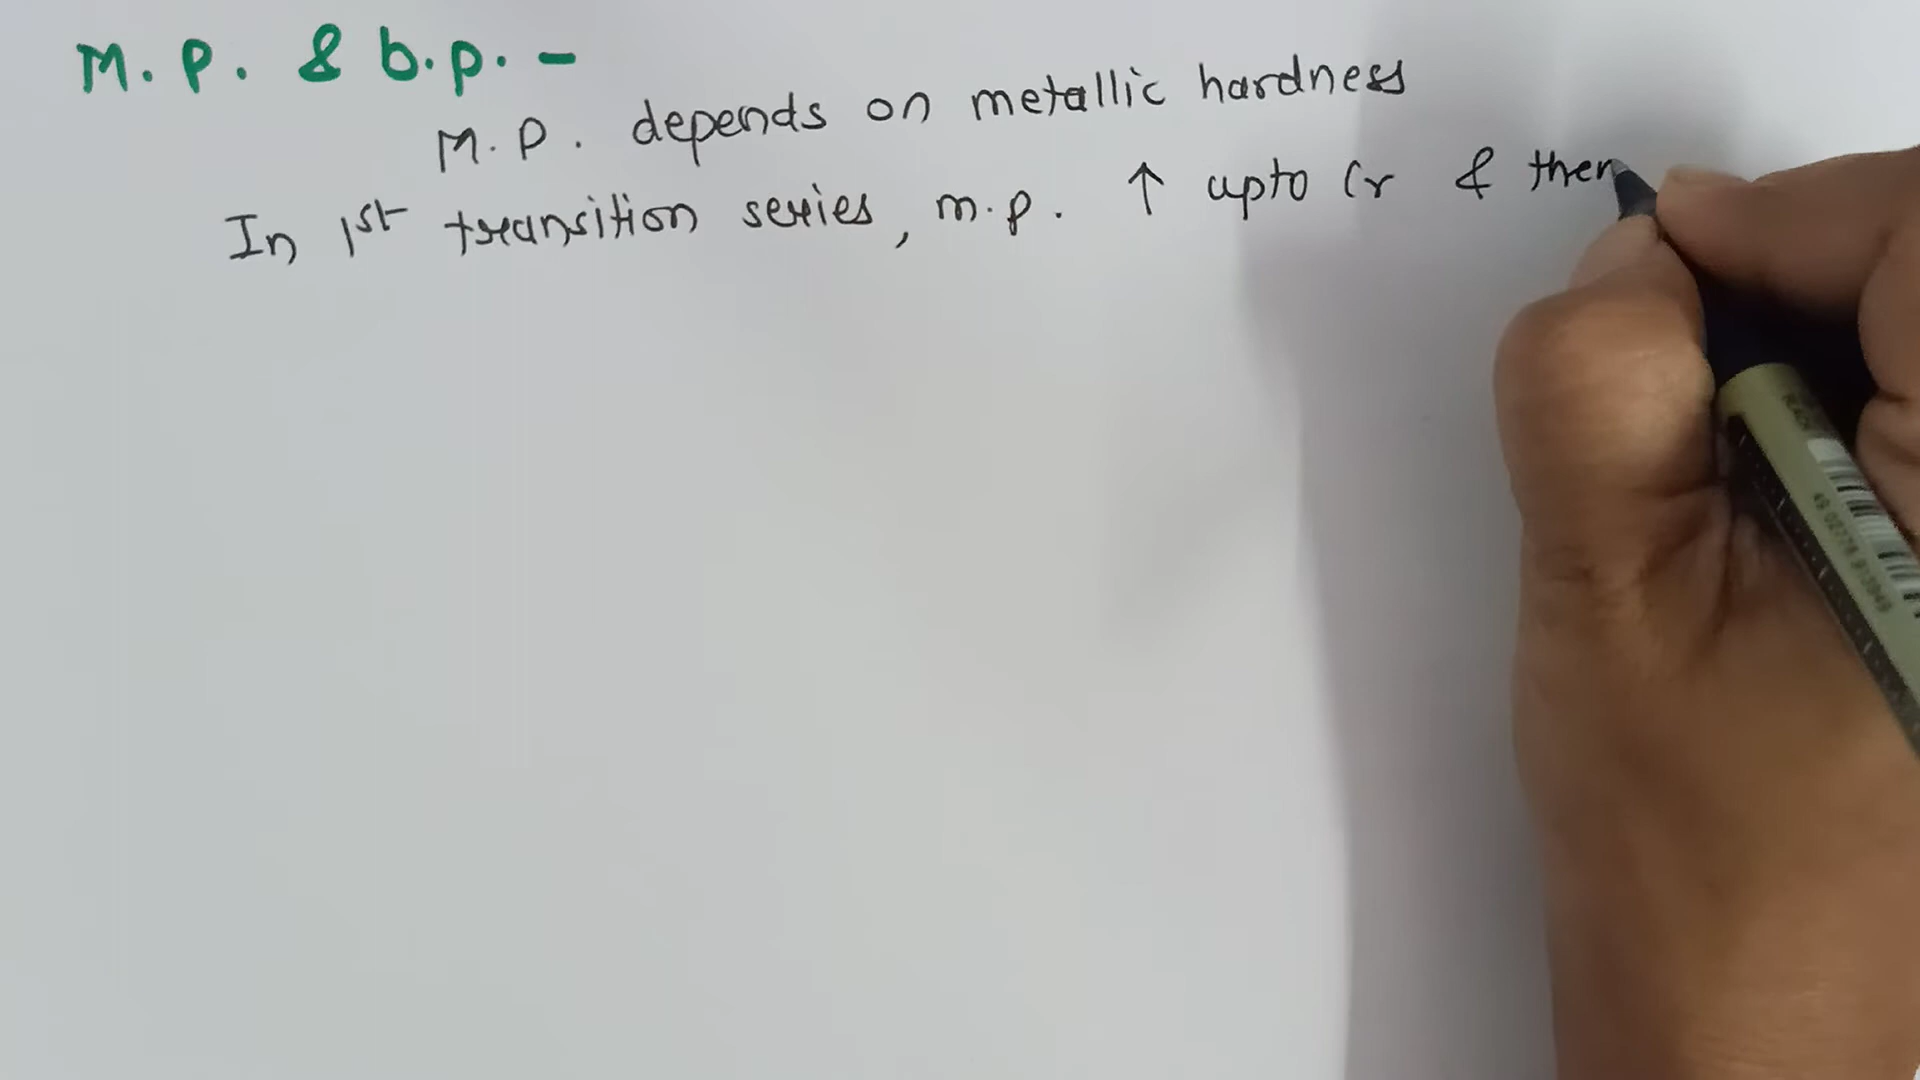 M.P. & b.p. -
M.P. depends on metallic hardness
In 1st transition series, m.p. ↑ upto Cr & then